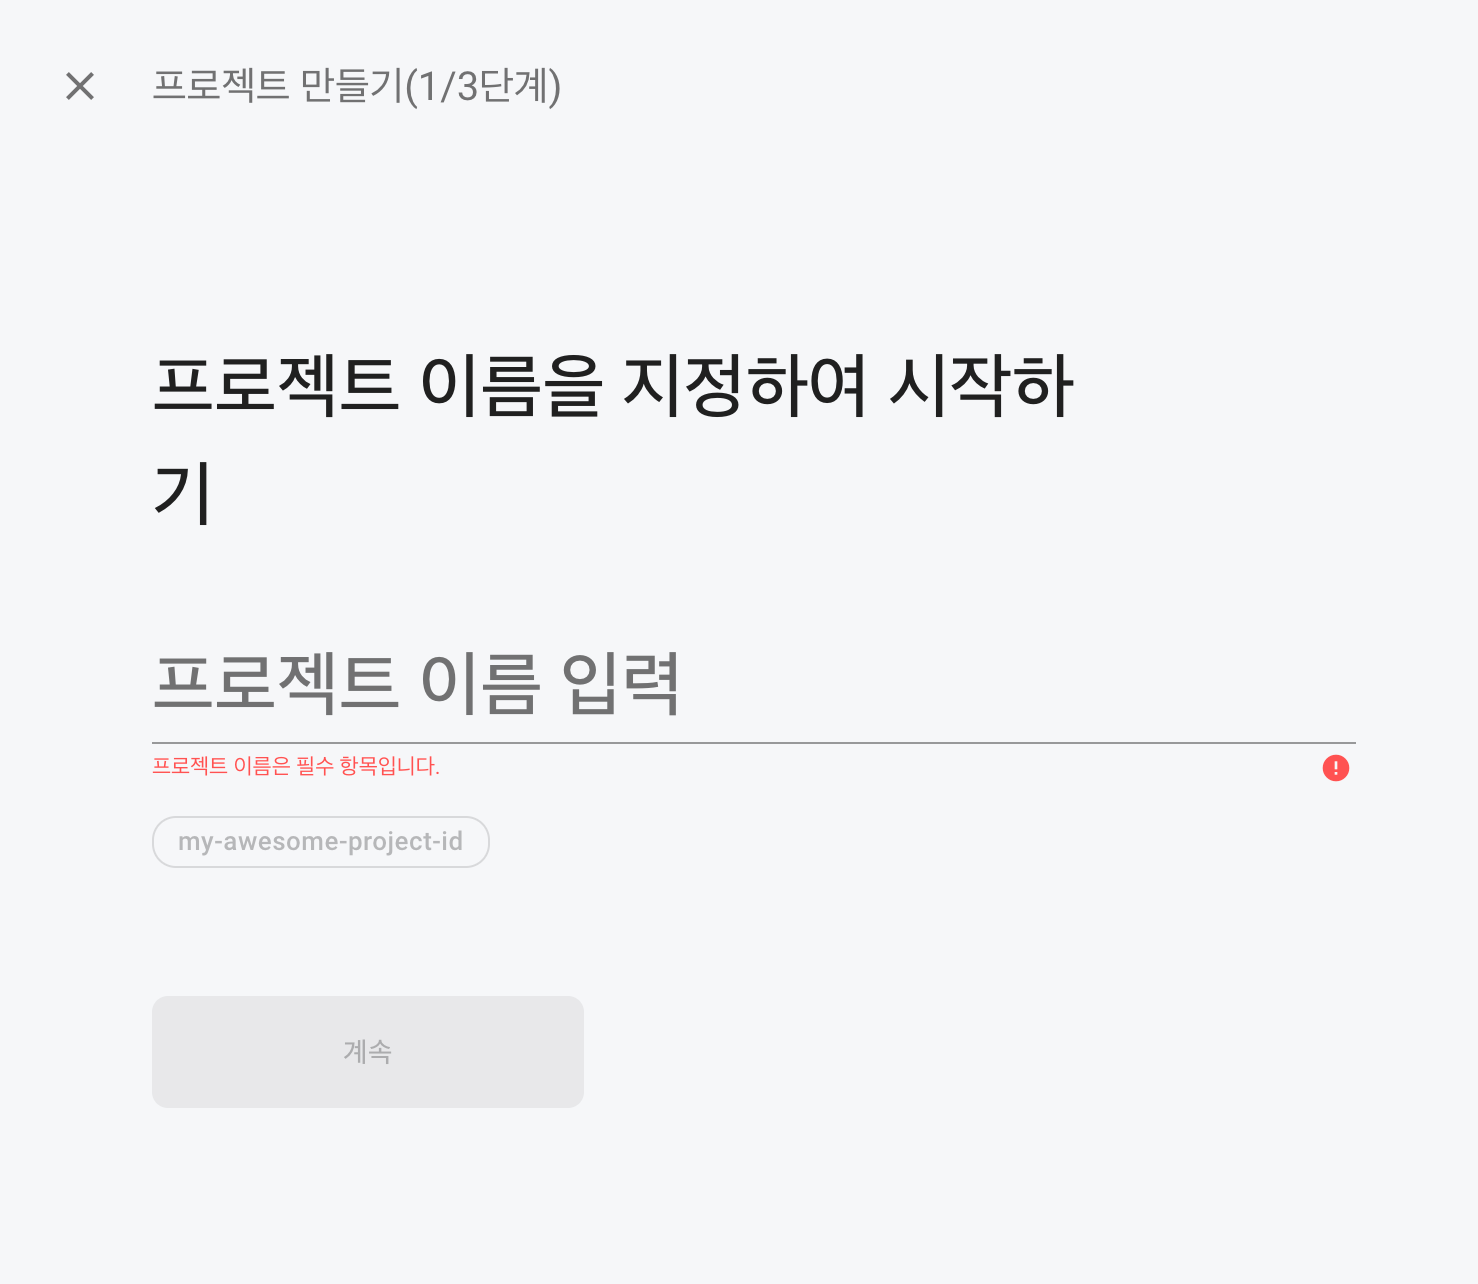 프로젝트 만들기(1/3단계)
프로젝트 이름을 지정하여 시작하
기
프로젝트 이름 입력
프로젝트 이름은 필수 항목입니다.
my-awesome-project-id
계속